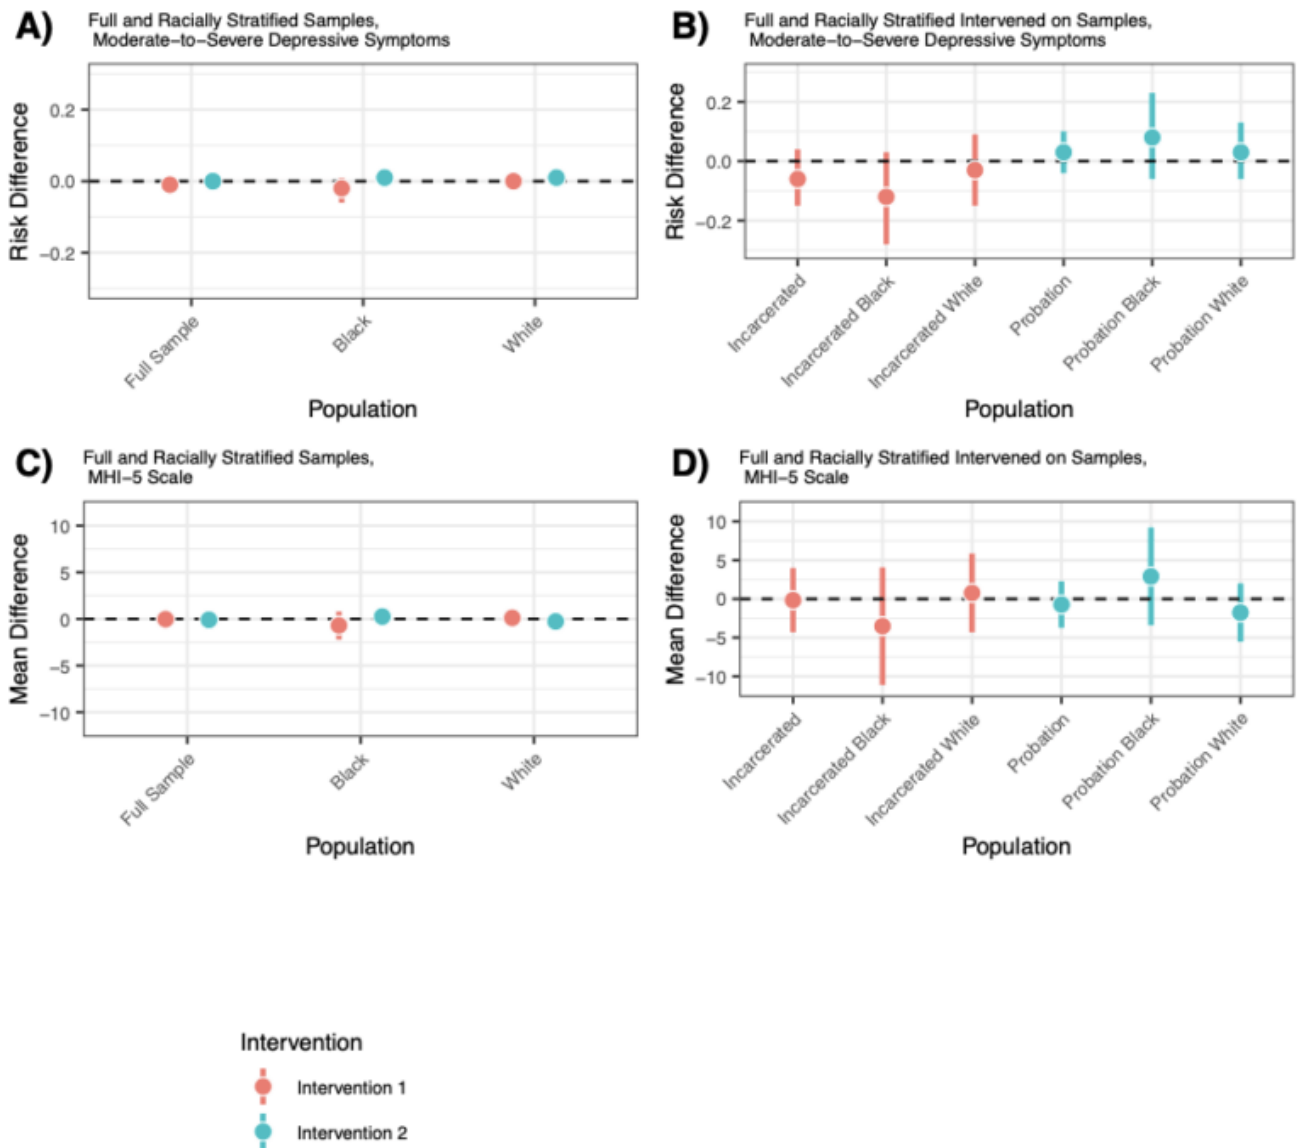 A)
Full and Racially Stratified Samples,
Moderate−to−Severe Depressive Symptoms
Risk Difference
0.2
0.0
−0.2
Full Sample
Black
White
Population
B)
Full and Racially Stratified Intervened on Samples,
Moderate−to−Severe Depressive Symptoms
Risk Difference
0.2
0.0
−0.2
Incarcerated
Incarcerated Black
Incarcerated White
Probation
Probation Black
Probation White
Population
C)
Full and Racially Stratified Samples,
MHI−5 Scale
Mean Difference
10
5
0
−5
−10
Full Sample
Black
White
Population
D)
Full and Racially Stratified Intervened on Samples,
MHI−5 Scale
Mean Difference
10
5
0
−5
−10
Incarcerated
Incarcerated Black
Incarcerated White
Probation
Probation Black
Probation White
Population
Intervention
Intervention 1
Intervention 2